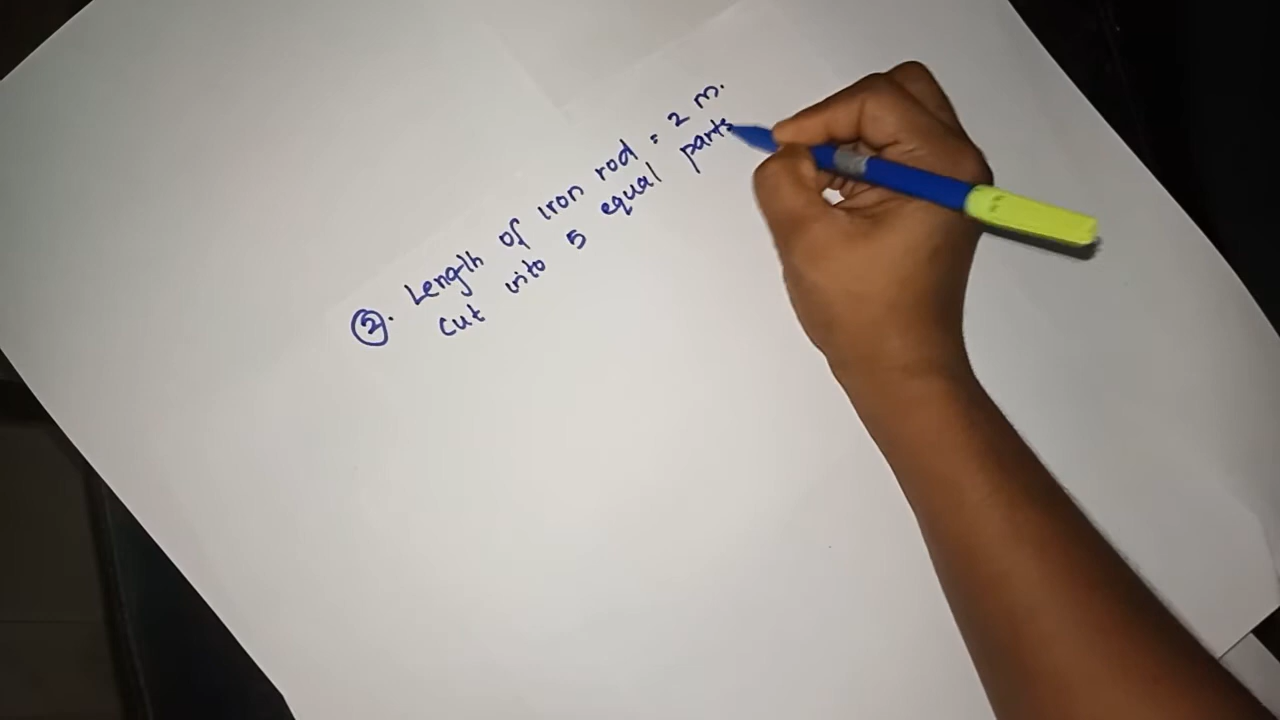 ②. Length of iron rod = 2 m.
cut into 5 equal parts